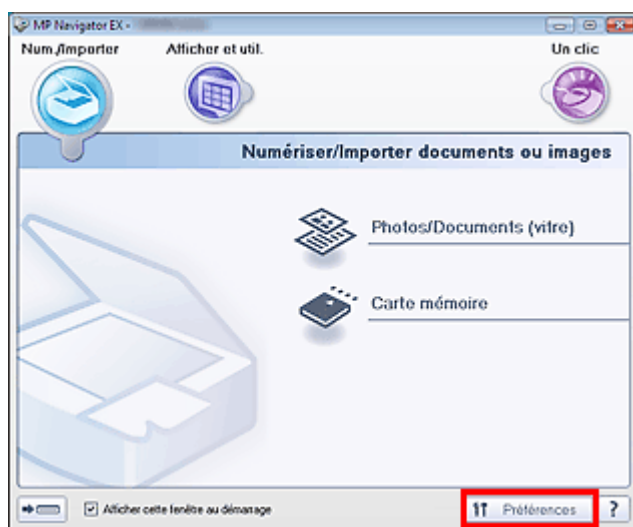 MP Navigator EX -
Num./Importer Afficher et util. Un clic
Numériser/Importer documents ou images
Photos/Documents (vitre)
Carte mémoire
Afficher cette fenêtre au démarrage Préférences ?